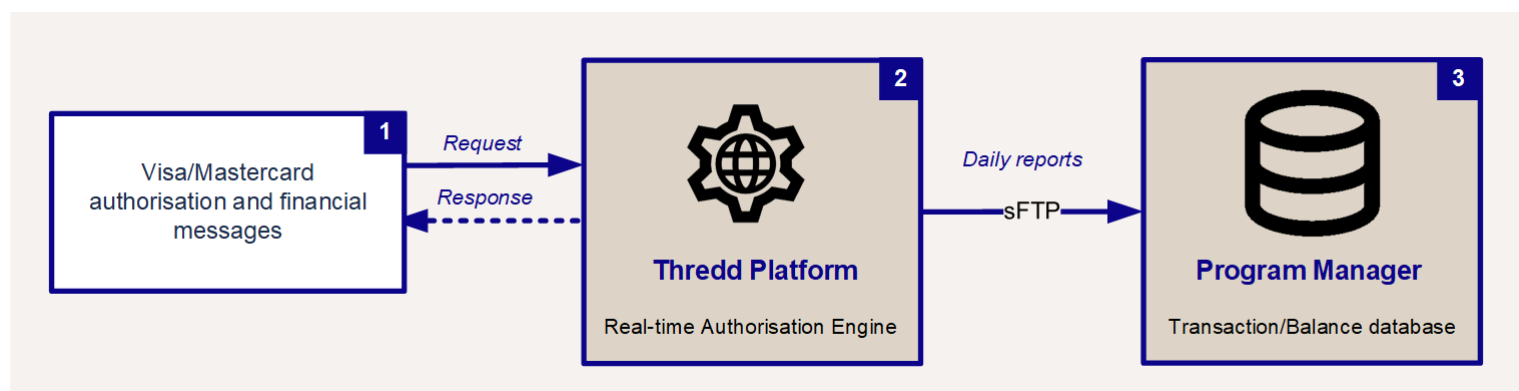 1
Visa/Mastercard
authorisation and financial
messages
Request
Response
2
Thredd Platform
Real-time Authorisation Engine
Daily reports
sFTP
3
Program Manager
Transaction/Balance database